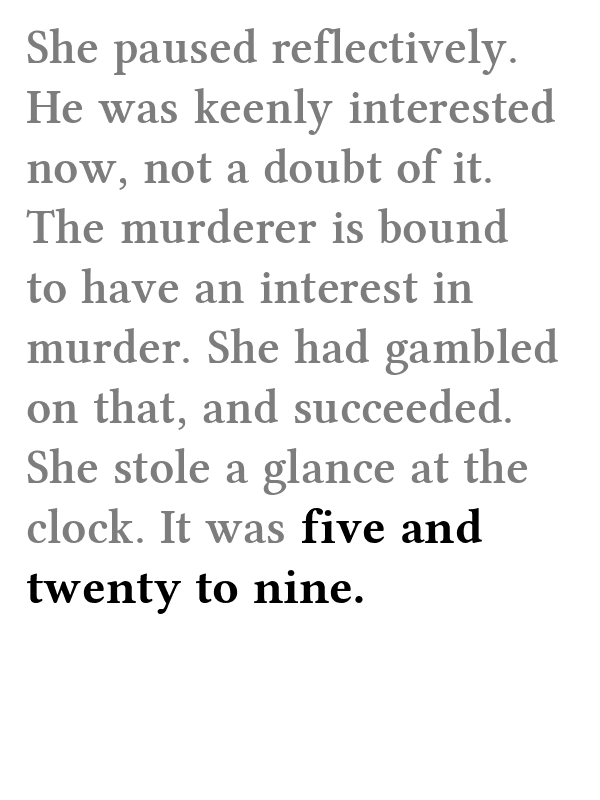 She paused reflectively.
He was keenly interested
now, not a doubt of it.
The murderer is bound
to have an interest in
murder. She had gambled
on that, and succeeded.
She stole a glance at the
clock. It was five and
twenty to nine.